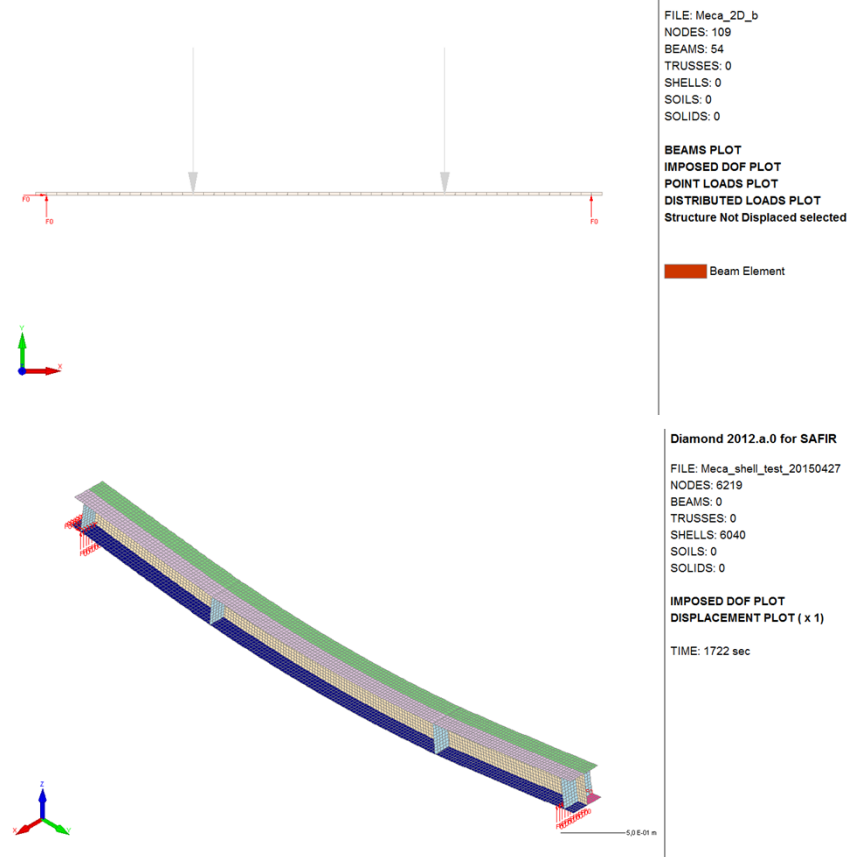 FILE: Meca_2D_b
NODES: 109
BEAMS: 54
TRUSSES: 0
SHELLS: 0
SOILS: 0
SOLIDS: 0
BEAMS PLOT
IMPOSED DOF PLOT
POINT LOADS PLOT
DISTRIBUTED LOADS PLOT
Structure Not Displaced selected
Beam Element
F0
F0
F0
Y
X
Diamond 2012.a.0 for SAFIR
FILE: Meca_shell_test_20150427
NODES: 6219
BEAMS: 0
TRUSSES: 0
SHELLS: 6040
SOILS: 0
SOLIDS: 0
IMPOSED DOF PLOT
DISPLACEMENT PLOT ( x 1)
TIME: 1722 sec
Z
X
Y
5,0 E-01 m